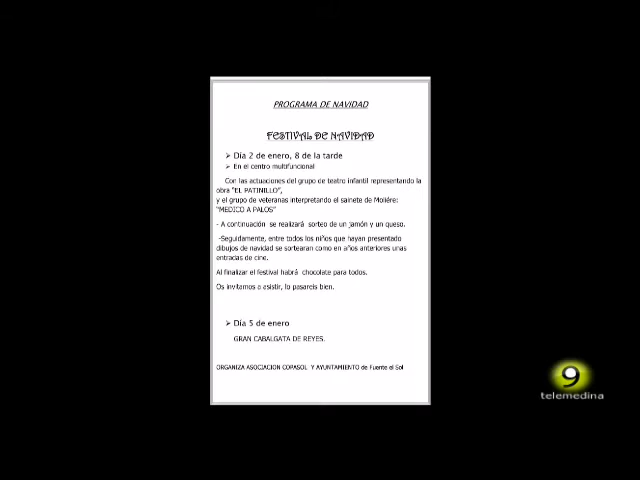 PROGRAMA DE NAVIDAD
FESTIVAL DE NAVIDAD
➢ Día 2 de enero, 8 de la tarde
➢ En el centro multifuncional
Con las actuaciones del grupo de teatro infantil representando la
obra "EL PATINILLO",
y el grupo de veteranas interpretando el sainete de Moliére:
"MEDICO A PALOS"
- A continuación se realizará sorteo de un jamón y un queso.
-Seguidamente, entre todos los niños que hayan presentado
dibujos de navidad se sortearan como en años anteriores unas
entradas de cine.
Al finalizar el festival habrá chocolate para todos.
Os invitamos a asistir, lo pasareis bien.
➢ Día 5 de enero
GRAN CABALGATA DE REYES.
ORGANIZA ASOCIACION COPASOL Y AYUNTAMIENTO de Fuente el Sol
9
telemedina